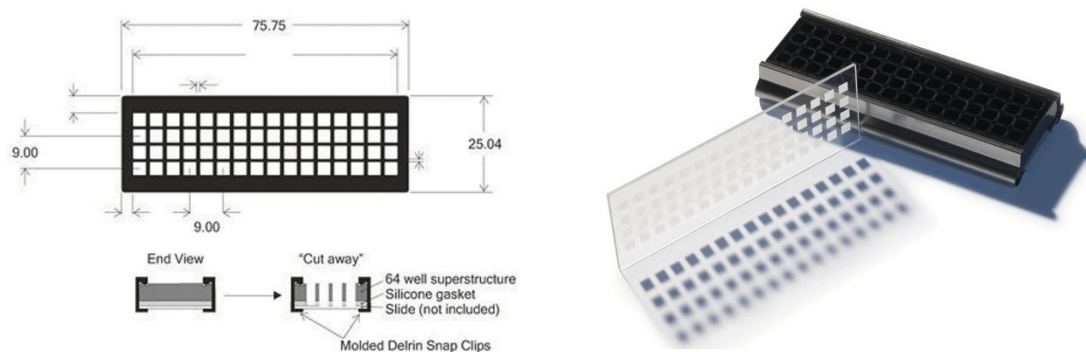 75.75
9.00
25.04
9.00
End View
"Cut away"
64 well superstructure
Silicone gasket
Slide (not included)
Molded Delrin Snap Clips